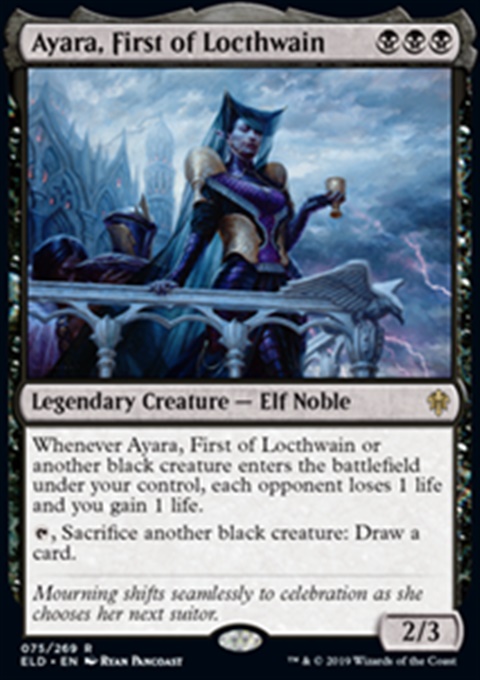 Ayara, First of Locthwain
Legendary Creature — Elf Noble
Whenever Ayara, First of Locthwain or
another black creature enters the battlefield
under your control, each opponent loses 1 life
and you gain 1 life.
, Sacrifice another black creature: Draw a
card.
Mourning shifts seamlessly to celebration as she
chooses her next suitor.
2/3
075/269 R
ELD • EN Ryan Pancoast
™ & © 2019 Wizards of the Coast